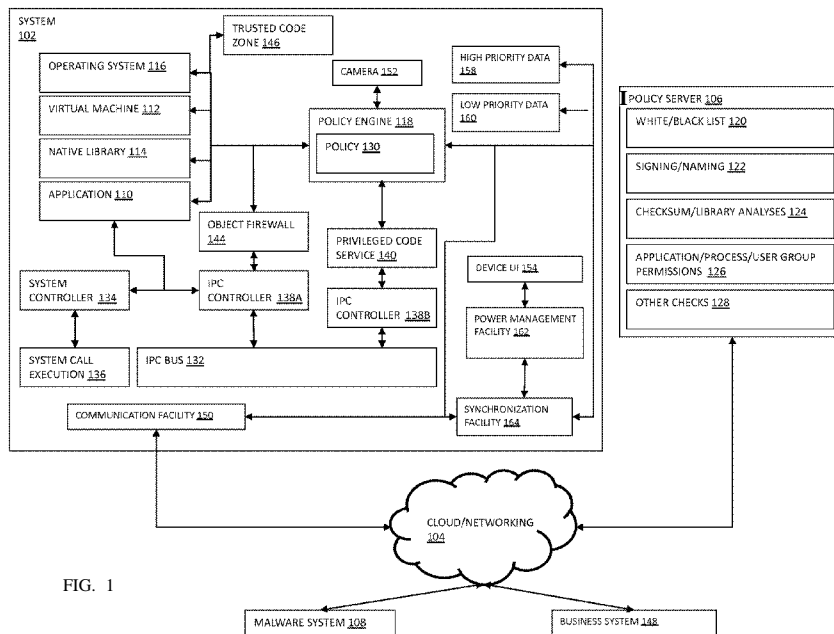 SYSTEM
102
TRUSTED CODE
ZONE 146
OPERATING SYSTEM 116
VIRTUAL MACHINE 112
NATIVE LIBRARY 114
APPLICATION 110
CAMERA 152
POLICY ENGINE 118
POLICY 130
HIGH PRIORITY DATA
158
LOW PRIORITY DATA
160
OBJECT FIREWALL
144
PRIVILEGED CODE
SERVICE 140
DEVICE UI 154
SYSTEM
CONTROLLER 134
IPC
CONTROLLER 138A
IPC
CONTROLLER 138B
POWER MANAGEMENT
FACILITY 162
SYSTEM CALL
EXECUTION 136
IPC BUS 132
COMMUNICATION FACILITY 150
SYNCHRONIZATION
FACILITY 164
POLICY SERVER 106
WHITE/BLACK LIST 120
SIGNING/NAMING 122
CHECKSUM/LIBRARY ANALYSES 124
APPLICATION/PROCESS/USER GROUP
PERMISSIONS 126
OTHER CHECKS 128
CLOUD/NETWORKING
104
FIG. 1
MALWARE SYSTEM 108
BUSINESS SYSTEM 148